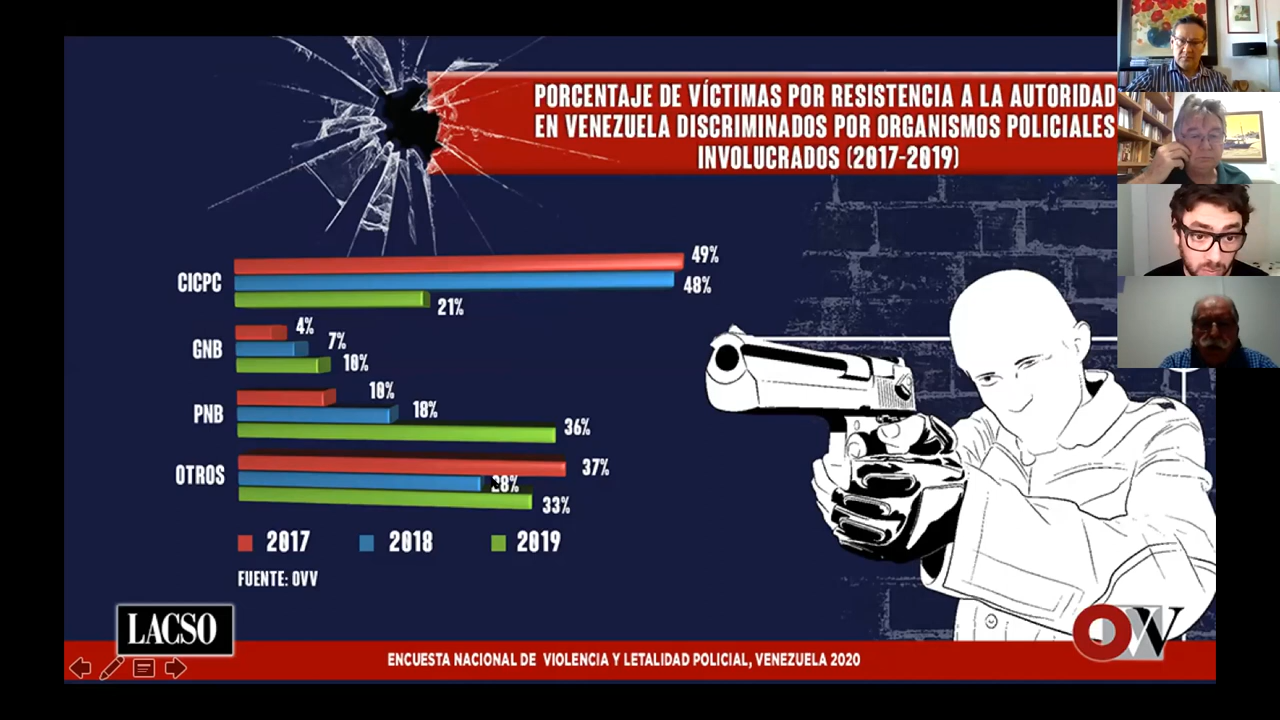 PORCENTAJE DE VÍCTIMAS POR RESISTENCIA A LA AUTORIDAD
EN VENEZUELA DISCRIMINADOS POR ORGANISMOS POLICIALES
INVOLUCRADOS (2017-2019)
CICPC
49%
48%
21%
GNB
4%
7%
10%
PNB
10%
18%
36%
OTROS
37%
28%
33%
2017 2018 2019
FUENTE: OVV
LACSO
OVV
ENCUESTA NACIONAL DE VIOLENCIA Y LETALIDAD POLICIAL, VENEZUELA 2020